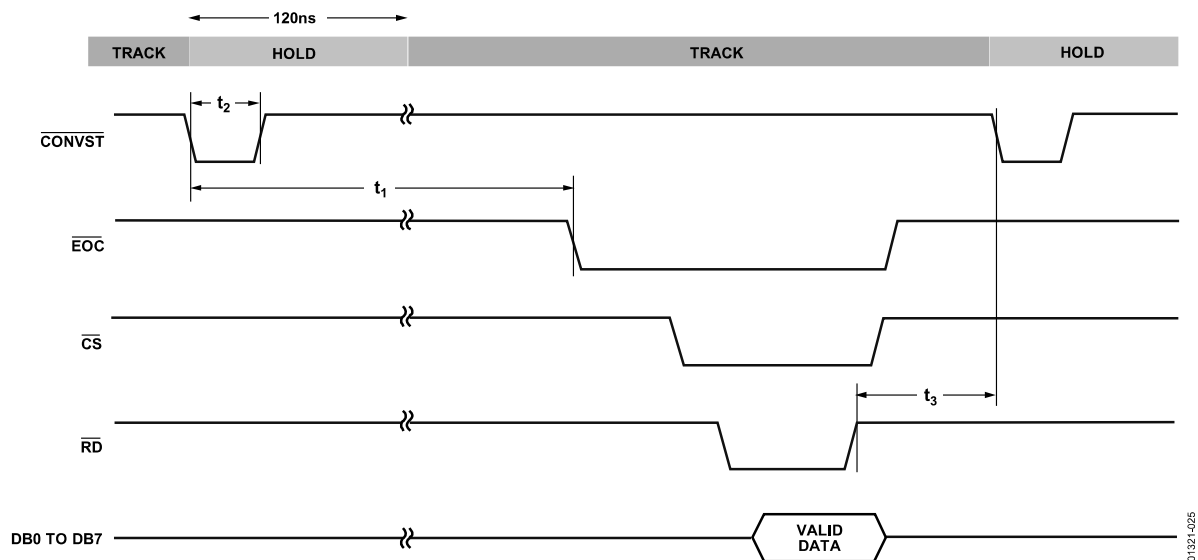 120ns
TRACK HOLD TRACK HOLD
t2
CONVST
t1
EOC
CS
t3
RD
DB0 TO DB7
VALID
DATA
01321-025